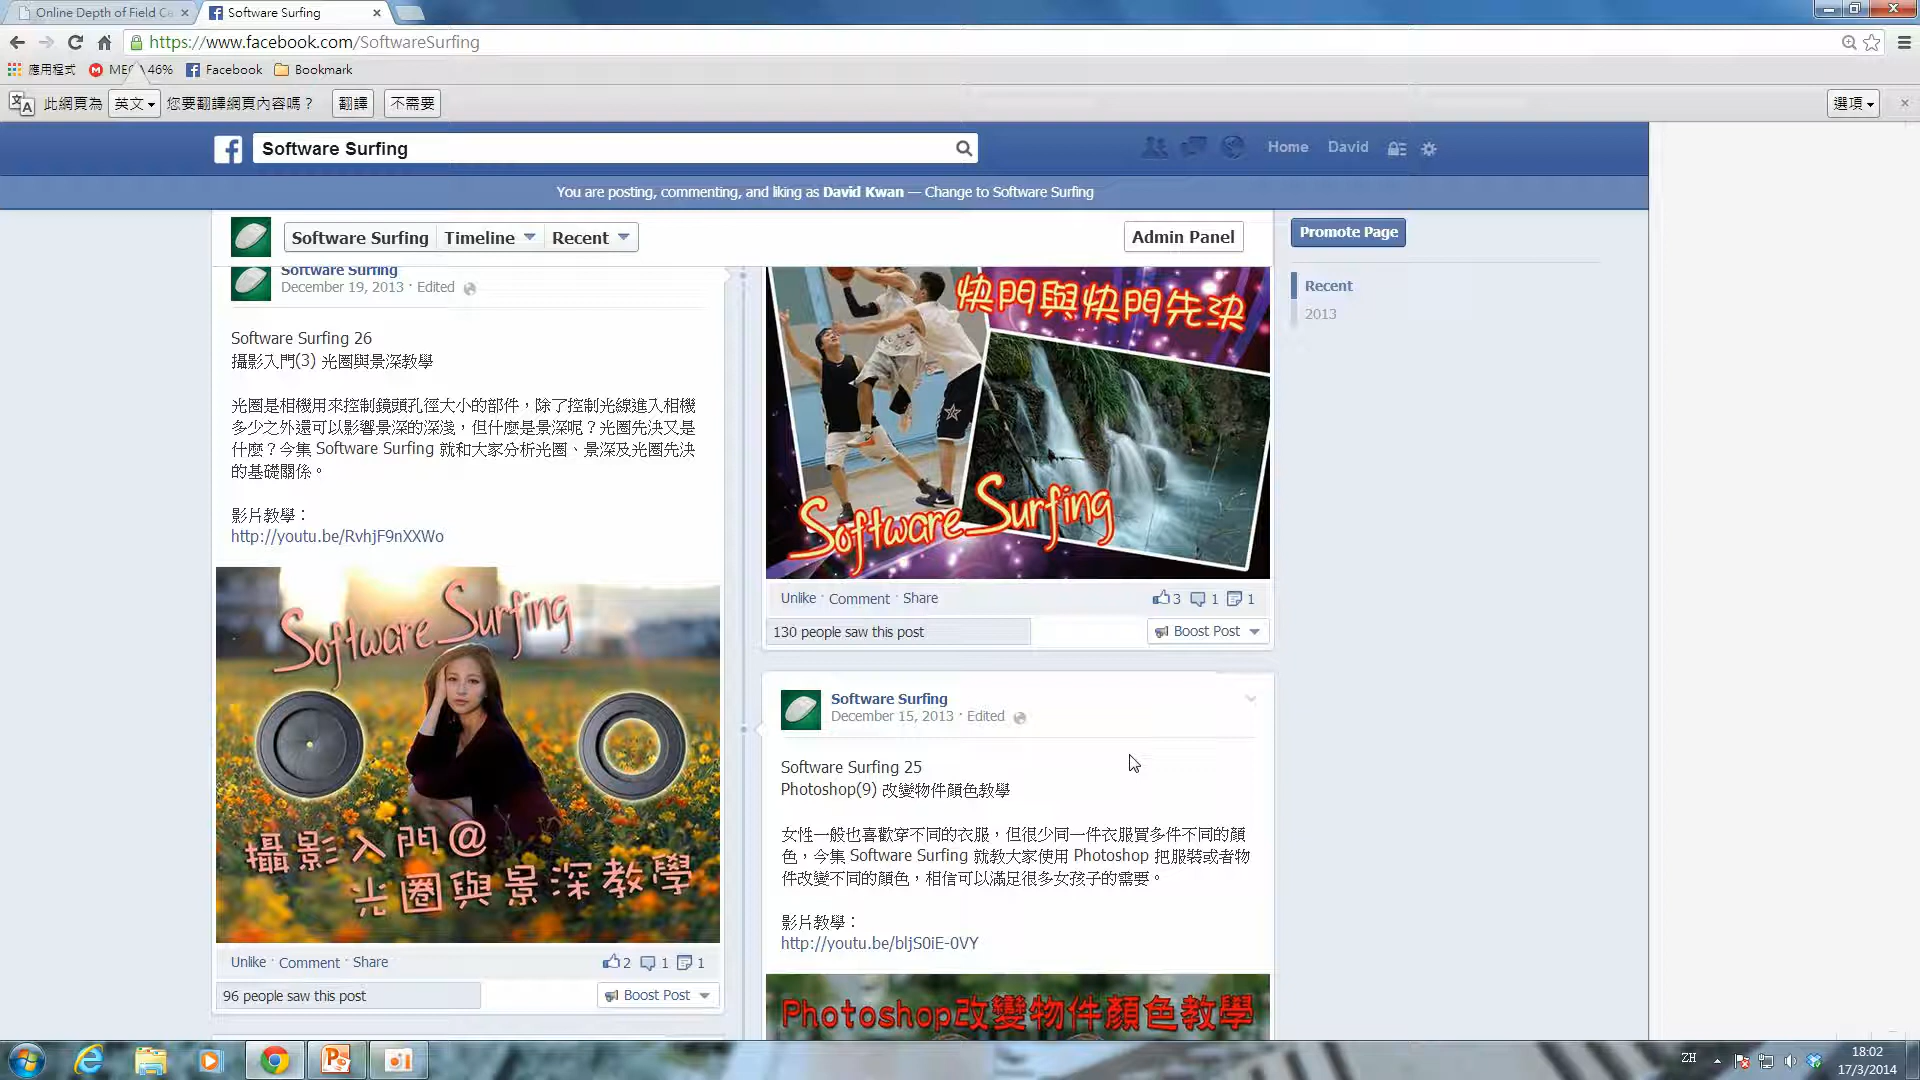 Online Depth of Field Ca
Software Surfing
https://www.facebook.com/SoftwareSurfing
應用程式
46%
Facebook
Bookmark
此網頁為
英文
您要翻譯網頁內容嗎？
翻譯
不需要
選項
Software Surfing
Home
David
You are posting, commenting, and liking as David Kwan — Change to Software Surfing
Software Surfing
Timeline
Recent
Admin Panel
Promote Page
Recent
2013
Software Surfing
December 19, 2013 · Edited
Software Surfing 26
攝影入門(3) 光圈與景深教學
光圈是相機用來控制鏡頭孔徑大小的部件，除了控制光線進入相機
多少之外還可以影響景深的深淺，但什麼是景深呢？光圈先決又是
什麼？今集 Software Surfing 就和大家分析光圈、景深及光圈先決
的基礎關係。
影片教學：
http://youtu.be/RvhjF9nXXWo
Software Surfing
攝影入門@
光圈與景深教學
Unlike · Comment · Share
2
1
1
96 people saw this post
Boost Post
快門與快門先決
Software Surfing
Unlike · Comment · Share
3
1
1
130 people saw this post
Boost Post
Software Surfing
December 15, 2013 · Edited
Software Surfing 25
Photoshop(9) 改變物件顏色教學
女性一般也喜歡穿不同的衣服，但很少同一件衣服買多件不同的顏
色，今集 Software Surfing 就教大家使用 Photoshop 把服裝或者物
件改變不同的顏色，相信可以滿足很多女孩子的需要。
影片教學：
http://youtu.be/bljS0iE-0VY
Photoshop改變物件顏色教學
ZH
18:02
17/3/2014